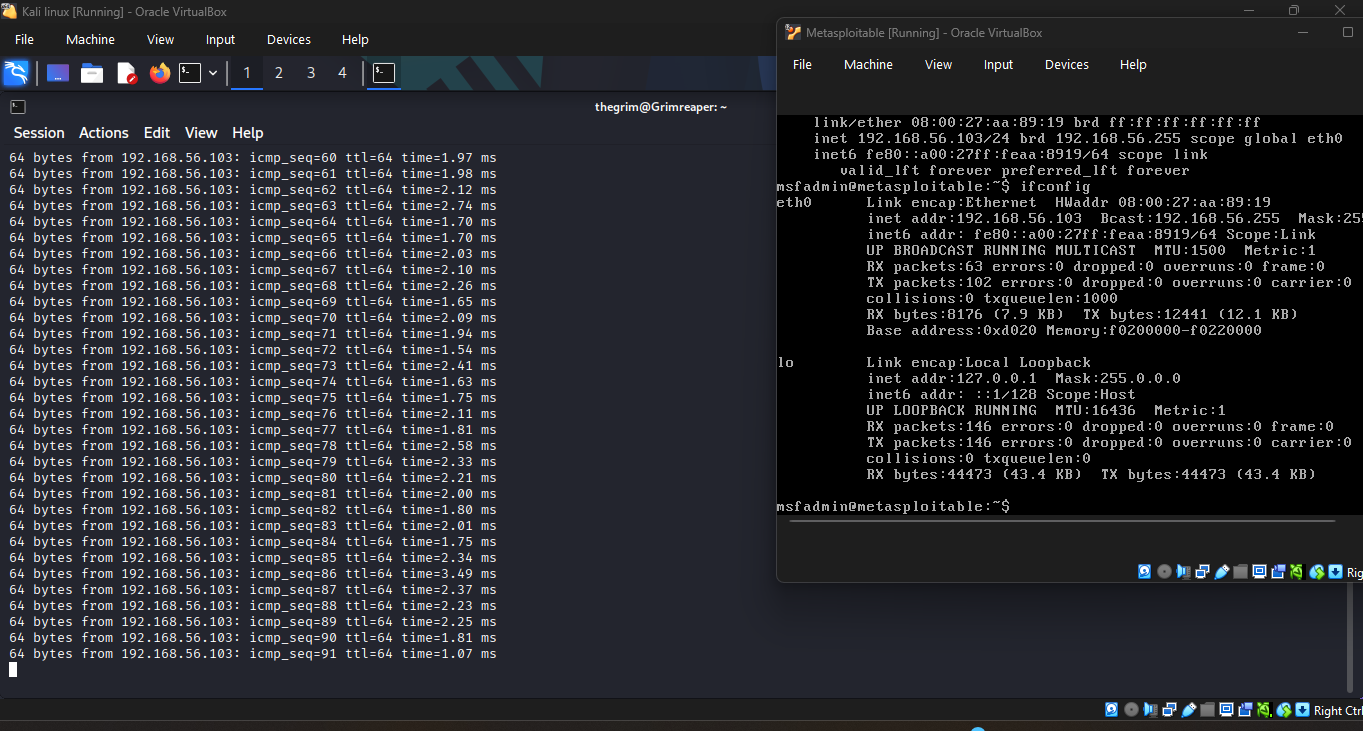 Kali linux [Running] - Oracle VirtualBox
File Machine View Input Devices Help
1 2 3 4
thegrim@Grimreaper: ~
Session Actions Edit View Help
64 bytes from 192.168.56.103: icmp_seq=60 ttl=64 time=1.97 ms
64 bytes from 192.168.56.103: icmp_seq=61 ttl=64 time=1.98 ms
64 bytes from 192.168.56.103: icmp_seq=62 ttl=64 time=2.12 ms
64 bytes from 192.168.56.103: icmp_seq=63 ttl=64 time=2.74 ms
64 bytes from 192.168.56.103: icmp_seq=64 ttl=64 time=1.70 ms
64 bytes from 192.168.56.103: icmp_seq=65 ttl=64 time=1.70 ms
64 bytes from 192.168.56.103: icmp_seq=66 ttl=64 time=2.03 ms
64 bytes from 192.168.56.103: icmp_seq=67 ttl=64 time=2.10 ms
64 bytes from 192.168.56.103: icmp_seq=68 ttl=64 time=2.26 ms
64 bytes from 192.168.56.103: icmp_seq=69 ttl=64 time=1.65 ms
64 bytes from 192.168.56.103: icmp_seq=70 ttl=64 time=2.09 ms
64 bytes from 192.168.56.103: icmp_seq=71 ttl=64 time=1.94 ms
64 bytes from 192.168.56.103: icmp_seq=72 ttl=64 time=1.54 ms
64 bytes from 192.168.56.103: icmp_seq=73 ttl=64 time=2.41 ms
64 bytes from 192.168.56.103: icmp_seq=74 ttl=64 time=1.63 ms
64 bytes from 192.168.56.103: icmp_seq=75 ttl=64 time=1.75 ms
64 bytes from 192.168.56.103: icmp_seq=76 ttl=64 time=2.11 ms
64 bytes from 192.168.56.103: icmp_seq=77 ttl=64 time=1.81 ms
64 bytes from 192.168.56.103: icmp_seq=78 ttl=64 time=2.58 ms
64 bytes from 192.168.56.103: icmp_seq=79 ttl=64 time=2.33 ms
64 bytes from 192.168.56.103: icmp_seq=80 ttl=64 time=2.21 ms
64 bytes from 192.168.56.103: icmp_seq=81 ttl=64 time=2.00 ms
64 bytes from 192.168.56.103: icmp_seq=82 ttl=64 time=1.80 ms
64 bytes from 192.168.56.103: icmp_seq=83 ttl=64 time=2.01 ms
64 bytes from 192.168.56.103: icmp_seq=84 ttl=64 time=1.75 ms
64 bytes from 192.168.56.103: icmp_seq=85 ttl=64 time=2.34 ms
64 bytes from 192.168.56.103: icmp_seq=86 ttl=64 time=3.49 ms
64 bytes from 192.168.56.103: icmp_seq=87 ttl=64 time=2.37 ms
64 bytes from 192.168.56.103: icmp_seq=88 ttl=64 time=2.23 ms
64 bytes from 192.168.56.103: icmp_seq=89 ttl=64 time=2.25 ms
64 bytes from 192.168.56.103: icmp_seq=90 ttl=64 time=1.81 ms
64 bytes from 192.168.56.103: icmp_seq=91 ttl=64 time=1.07 ms
Metasploitable [Running] - Oracle VirtualBox
File Machine View Input Devices Help
link/ether 08:00:27:aa:89:19 brd ff:ff:ff:ff:ff:ff
inet 192.168.56.103/24 brd 192.168.56.255 scope global eth0
inet6 fe80::a00:27ff:feaa:8919/64 scope link
valid_lft forever preferred_lft forever
msfadmin@metasploitable:~$ ifconfig
eth0 Link encap:Ethernet HWaddr 08:00:27:aa:89:19
inet addr:192.168.56.103 Bcast:192.168.56.255 Mask:255
inet6 addr: fe80::a00:27ff:feaa:8919/64 Scope:Link
UP BROADCAST RUNNING MULTICAST MTU:1500 Metric:1
RX packets:63 errors:0 dropped:0 overruns:0 frame:0
TX packets:102 errors:0 dropped:0 overruns:0 carrier:0
collisions:0 txqueuelen:1000
RX bytes:8176 (7.9 KB) TX bytes:12441 (12.1 KB)
Base address:0xd020 Memory:f0200000-f0220000
lo Link encap:Local Loopback
inet addr:127.0.0.1 Mask:255.0.0.0
inet6 addr: ::1/128 Scope:Host
UP LOOPBACK RUNNING MTU:16436 Metric:1
RX packets:146 errors:0 dropped:0 overruns:0 frame:0
TX packets:146 errors:0 dropped:0 overruns:0 carrier:0
collisions:0 txqueuelen:0
RX bytes:44473 (43.4 KB) TX bytes:44473 (43.4 KB)
msfadmin@metasploitable:~$
Rig
Right Ctrl